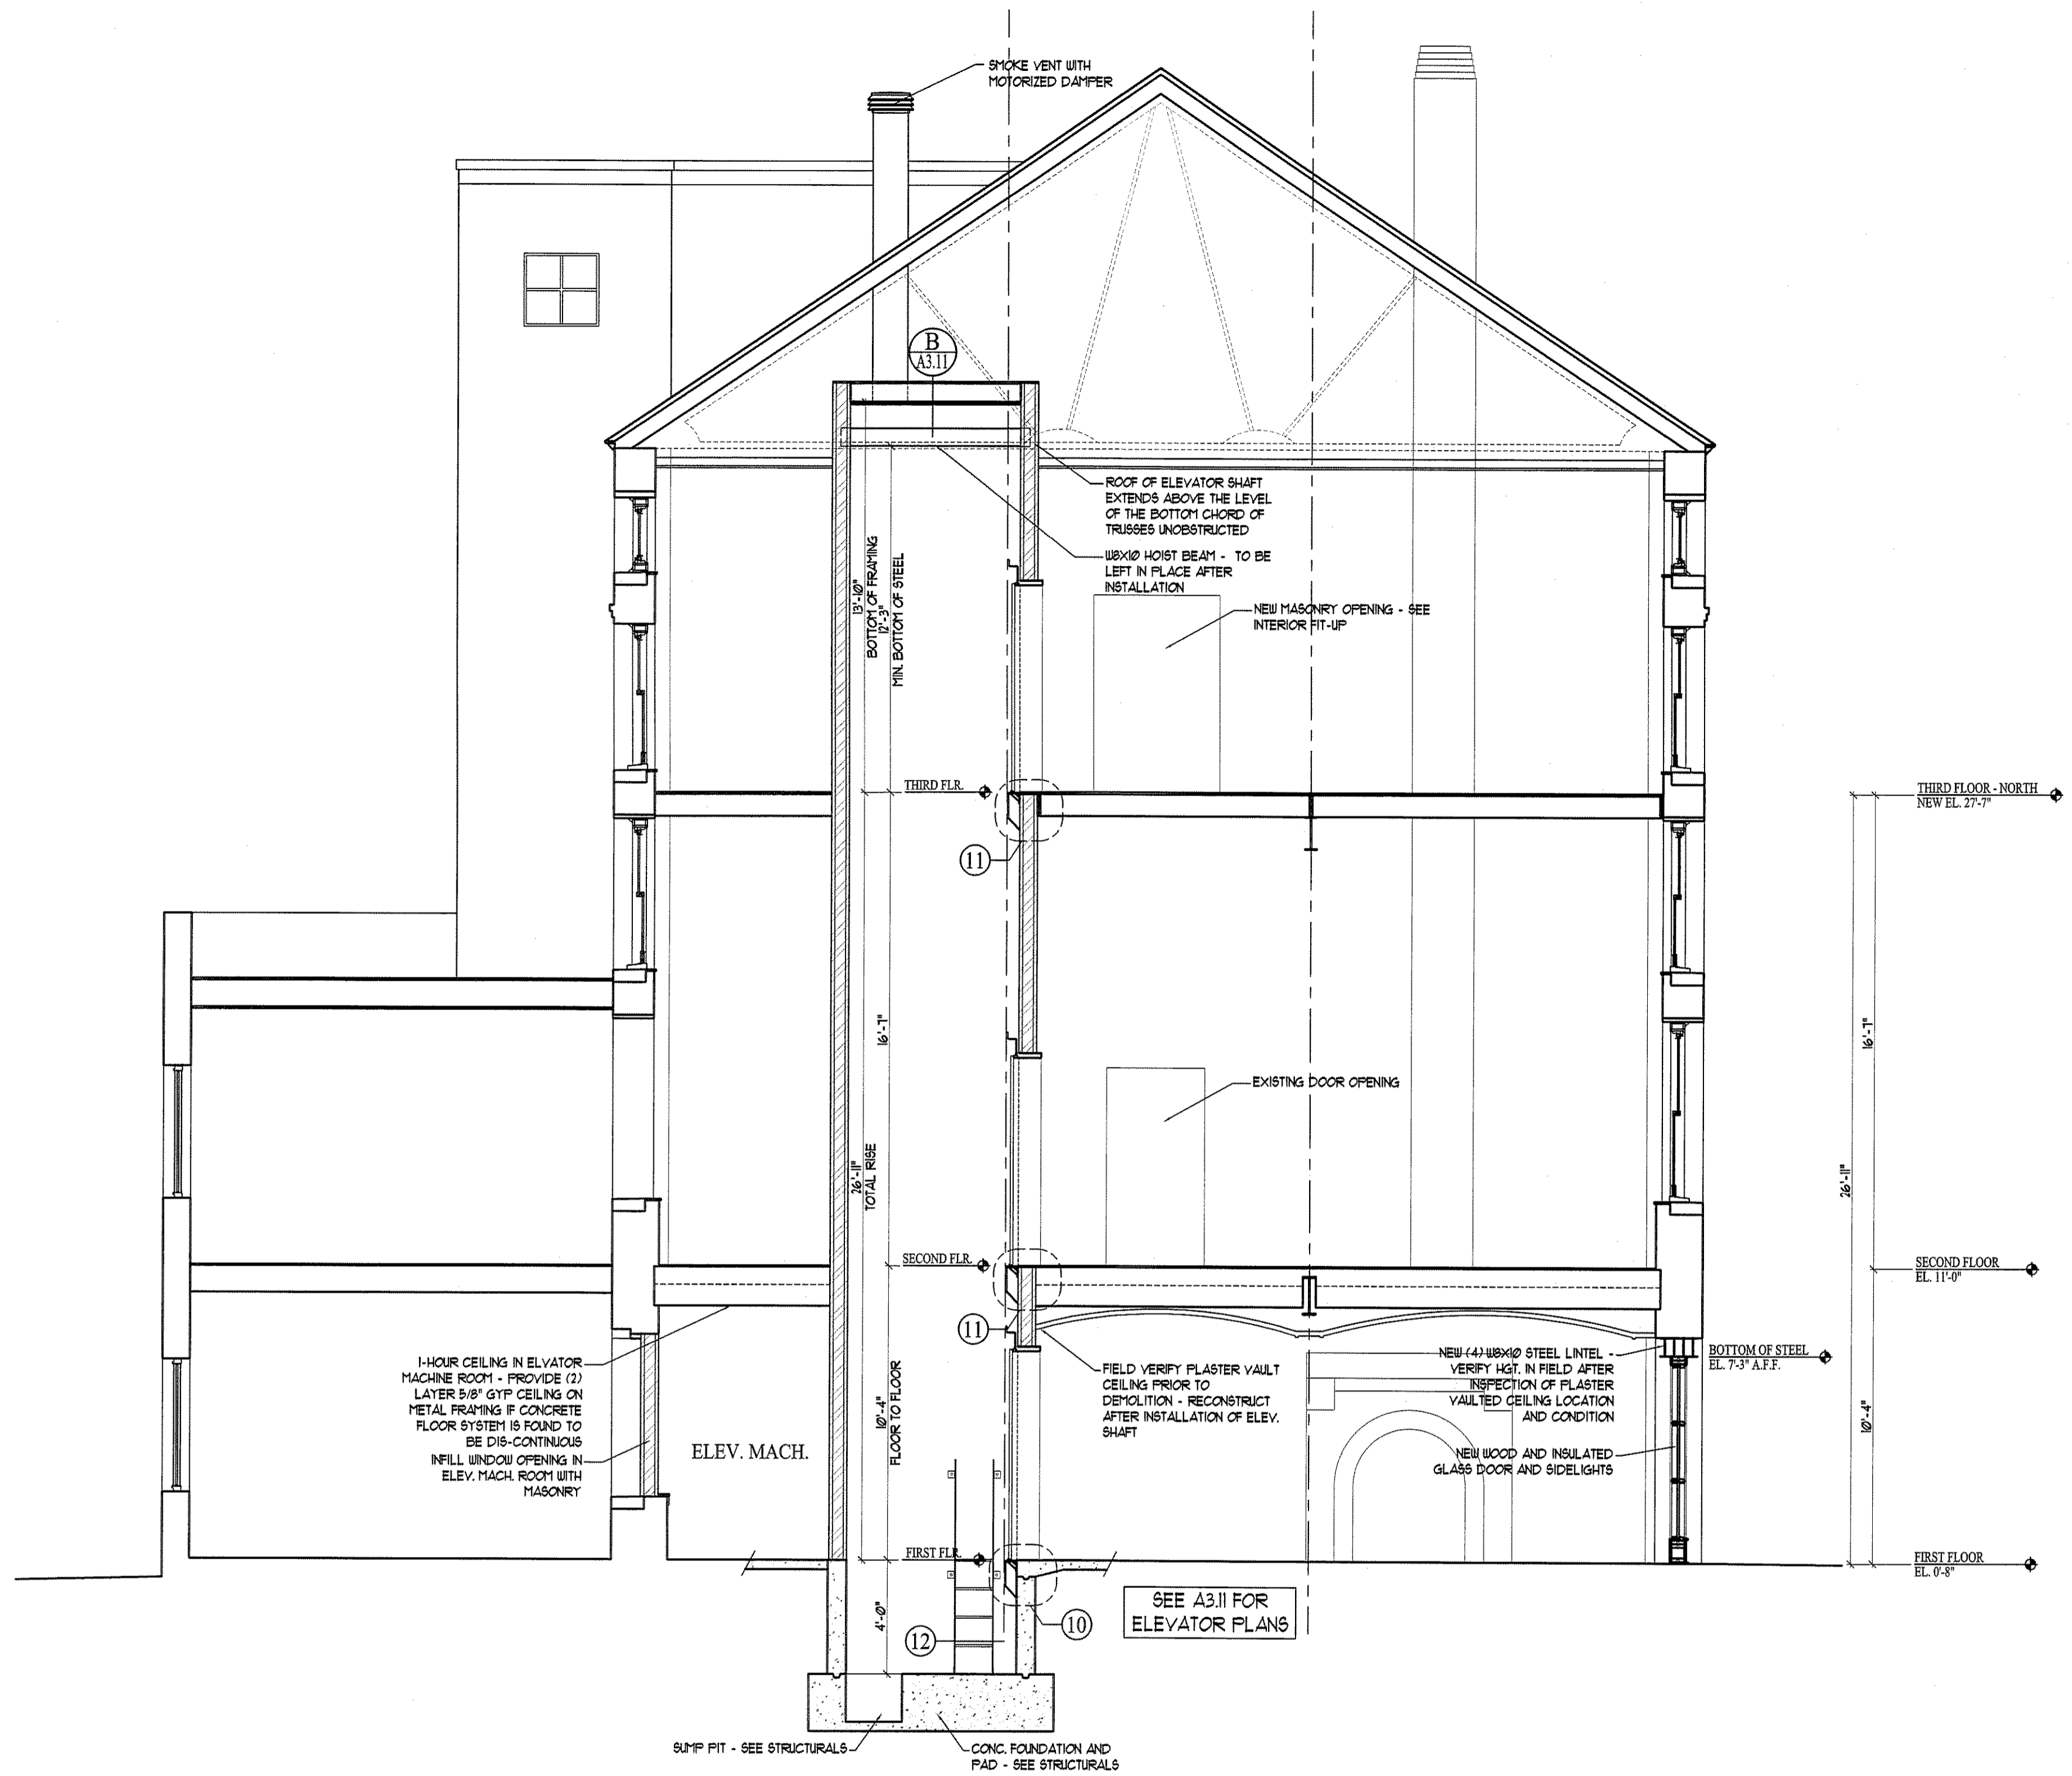 SMOKE VENT WITH
MOTORIZED DAMPER
B
A3.11
ROOF OF ELEVATOR SHAFT
EXTENDS ABOVE THE LEVEL
OF THE BOTTOM CHORD OF
TRUSSES UNOBSTRUCTED
W8X10 HOIST BEAM - TO BE
LEFT IN PLACE AFTER
INSTALLATION
13'-10"
BOTTOM OF FRAMING
12'-3"
MIN. BOTTOM OF STEEL
NEW MASONRY OPENING - SEE
INTERIOR FIT-UP
THIRD FLR.
THIRD FLOOR - NORTH
NEW EL. 27'-7"
11
16'-7"
16'-7"
EXISTING DOOR OPENING
26'-11"
TOTAL RISE
26'-11"
SECOND FLR.
SECOND FLOOR
EL. 11'-0"
11
1-HOUR CEILING IN ELVATOR
MACHINE ROOM - PROVIDE (2)
LAYER 5/8" GYP CEILING ON
METAL FRAMING IF CONCRETE
FLOOR SYSTEM IS FOUND TO
BE DIS-CONTINUOUS
INFILL WINDOW OPENING IN
ELEV. MACH. ROOM WITH
MASONRY
ELEV. MACH.
10'-4"
FLOOR TO FLOOR
FIELD VERIFY PLASTER VAULT
CEILING PRIOR TO
DEMOLITION - RECONSTRUCT
AFTER INSTALLATION OF ELEV.
SHAFT
NEW (4) W8X10 STEEL LINTEL -
VERIFY HGT. IN FIELD AFTER
INSPECTION OF PLASTER
VAULTED CEILING LOCATION
AND CONDITION
BOTTOM OF STEEL
EL. 7'-3" A.F.F.
NEW WOOD AND INSULATED
GLASS DOOR AND SIDELIGHTS
10'-4"
FIRST FLR.
FIRST FLOOR
EL. 0'-8"
4'-0"
12
10
SEE A3.11 FOR
ELEVATOR PLANS
SUMP PIT - SEE STRUCTURALS
CONC. FOUNDATION AND
PAD - SEE STRUCTURALS